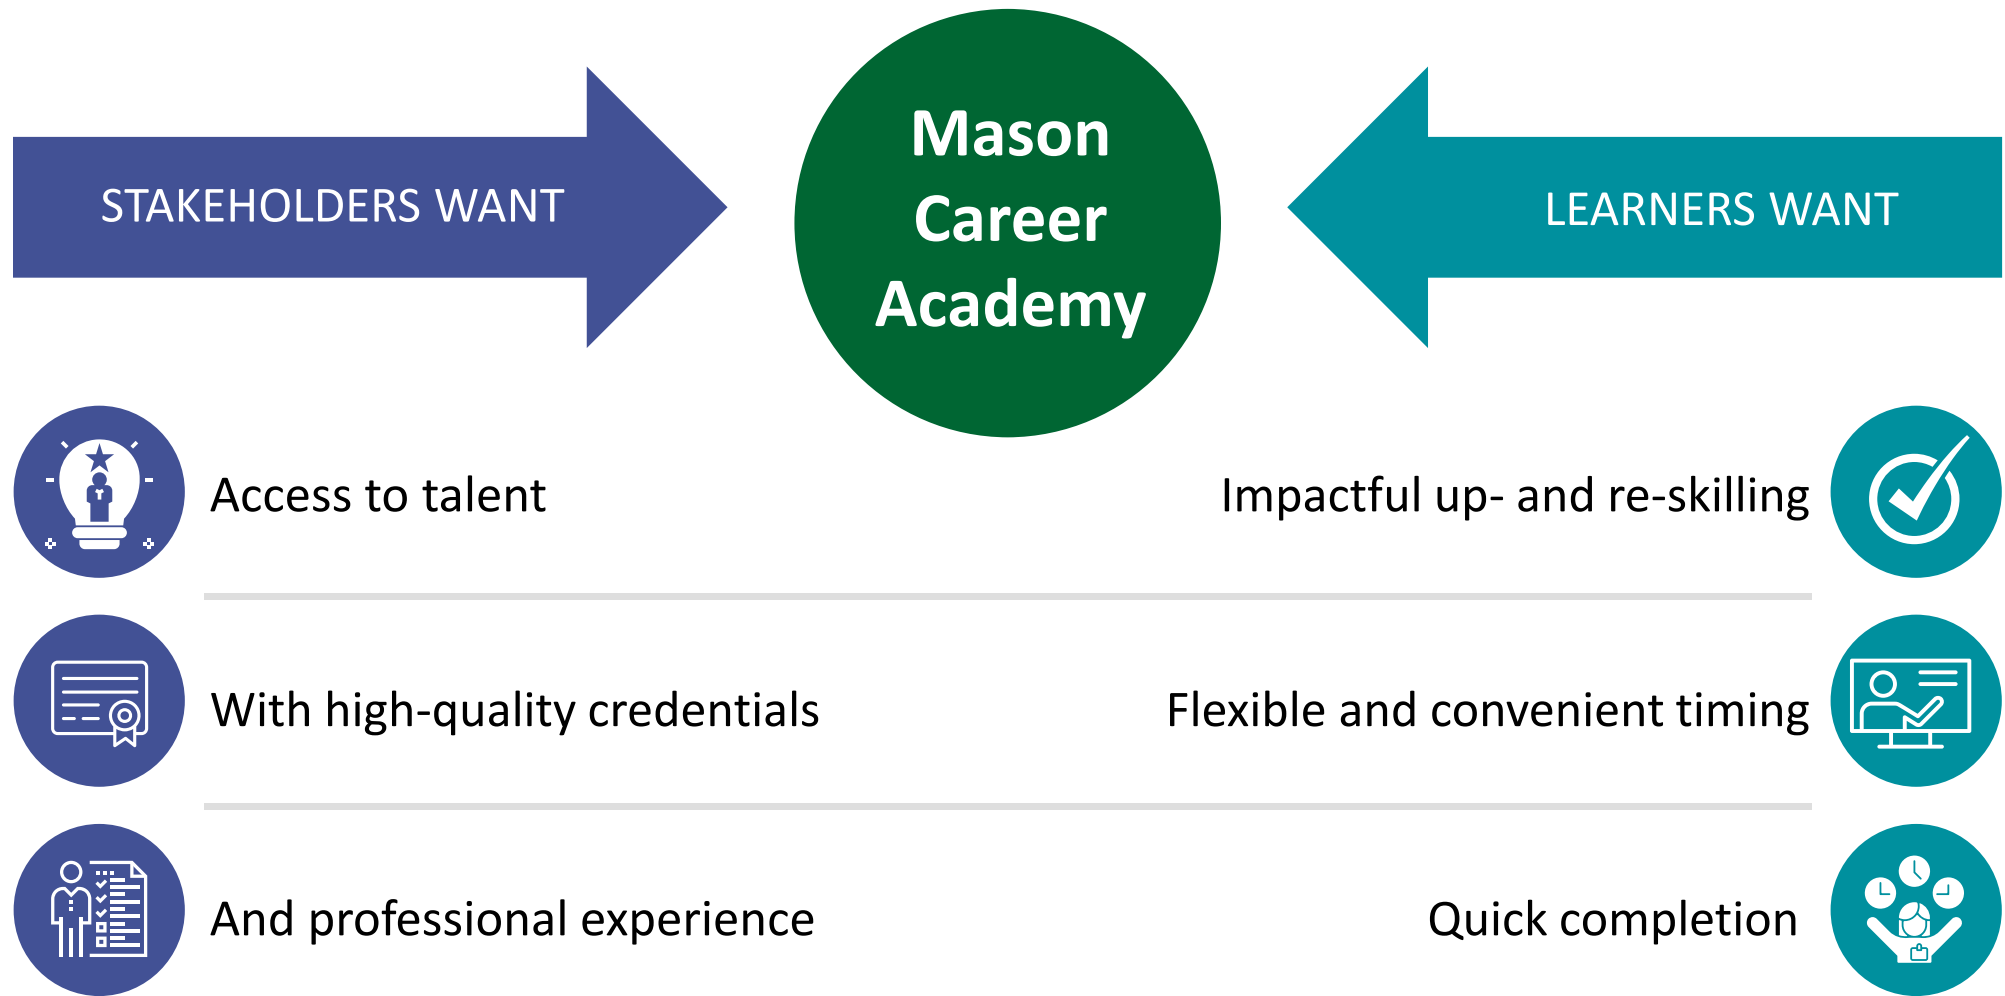 STAKEHOLDERS WANT
Mason
Career
Academy
LEARNERS WANT
Access to talent
Impactful up- and re-skilling
With high-quality credentials
Flexible and convenient timing
And professional experience
Quick completion